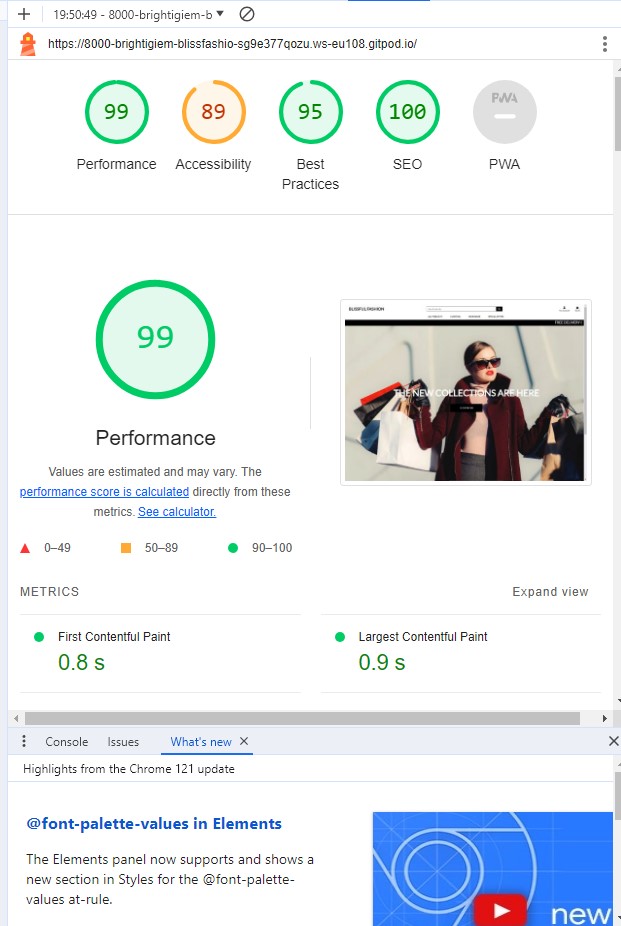 19:50:49 - 8000-brightigiem-b
https://8000-brightigiem-blissfashio-sg9e377qozu.ws-eu108.gitpod.io/
99 89 95 100 PWA
Performance Accessibility Best Practices SEO PWA
99
BLISSFULFASHION
FREE DELIVERY
THE NEW COLLECTIONS ARE HERE
Performance
Values are estimated and may vary. The
performance score is calculated directly from these
metrics. See calculator.
0–49 50–89 90–100
METRICS Expand view
First Contentful Paint Largest Contentful Paint
0.8 s 0.9 s
Console Issues What's new
Highlights from the Chrome 121 update
@font-palette-values in Elements
The Elements panel now supports and shows a
new section in Styles for the @font-palette-
values at-rule.
new